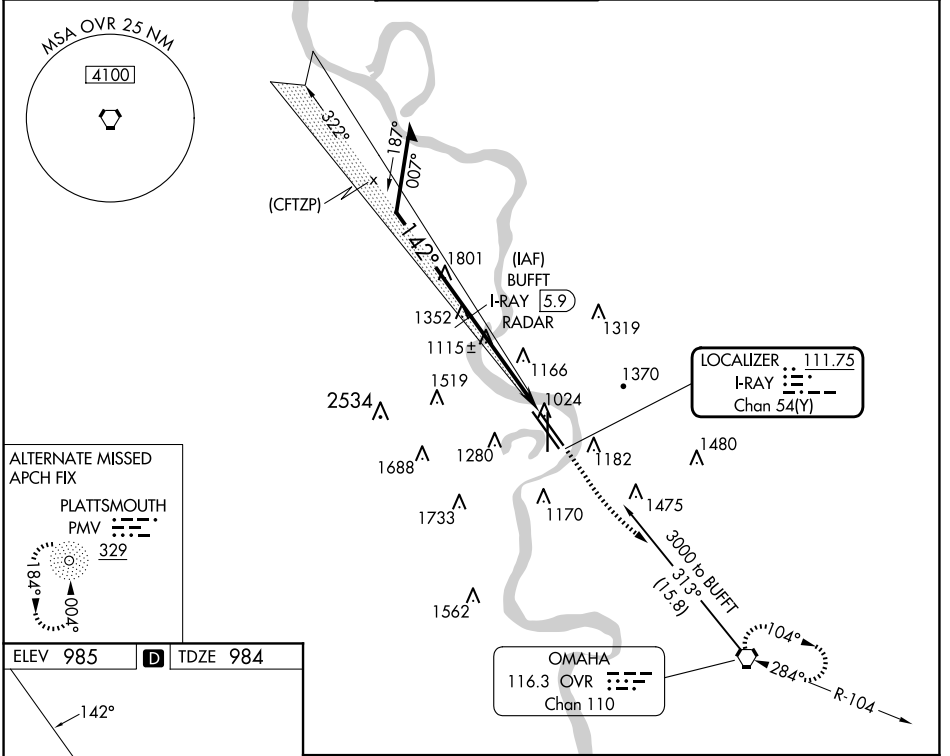 MSA OVR 25 NM
4100
322°
187°
007°
(CFTZP)
142°
1801
(IAF)
BUFFT
I-RAY 5.9
RADAR
1352
1319
1115±
1166
1519
1370
2534
1024
LOCALIZER 111.75
I-RAY
Chan 54(Y)
1280
1182
1480
1688
1475
1733
1170
ALTERNATE MISSED
APCH FIX
PLATTSMOUTH
PMV
329
184°
004°
3000 to BUFFT
313°
(15.8)
1562
104°
284°
R-104
OMAHA
116.3 OVR
Chan 110
ELEV 985 D TDZE 984
142°